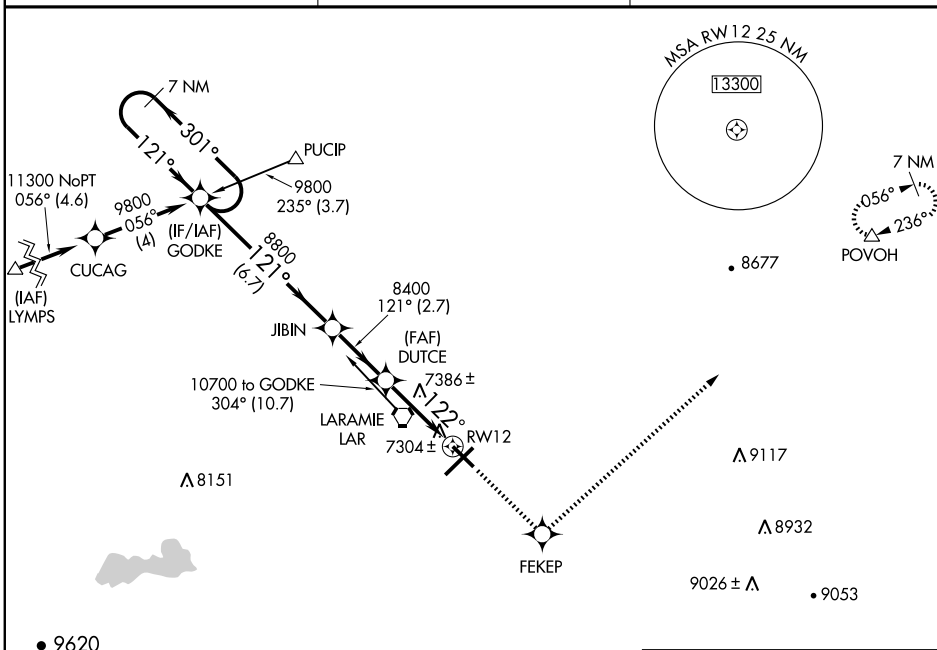 MSA RW12 25 NM
13300
7 NM
301°
121°
PUCIP
9800
235° (3.7)
11300 NoPT
056° (4.6)
9800
056°
(4)
(IF/IAF)
GODKE
CUCAG
(IAF)
LYMPS
7 NM
056°
236°
POVOH
8677
8800
121°
(6.7)
8400
121° (2.7)
JIBIN
(FAF)
DUTCE
10700 to GODKE
304° (10.7)
7386 ±
122°
LARAMIE
LAR
7304 ±
RW12
8151
9117
8932
FEKEP
9026 ±
9053
9620